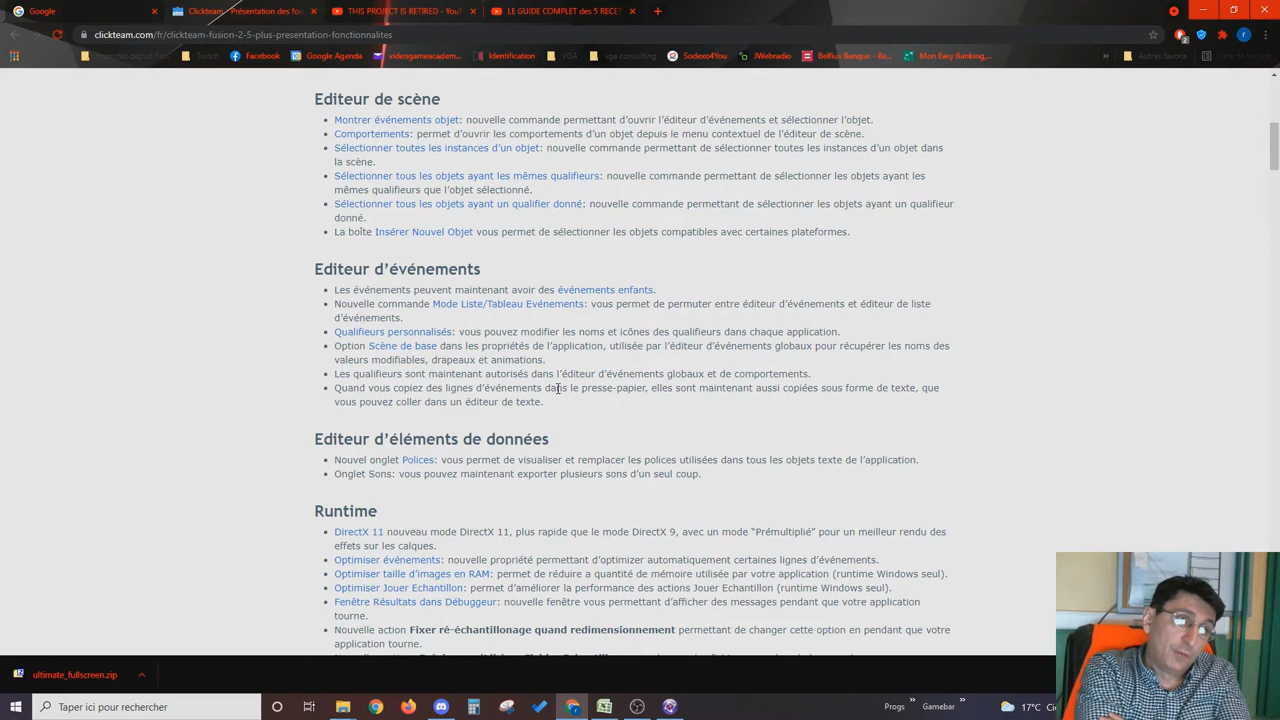 Google
Clickteam - Présentation des fon
THIS PROJECT IS RETIRED - YouT
LE GUIDE COMPLET des 5 RECET
clickteam.com/fr/clickteam-fusion-2-5-plus-presentation-fonctionnalites
Twitch
Facebook
Google Agenda
videogameacadem...
Identification
VGA
vga consulting
Sodexo4You
JWebradio
Belfius Banque - Bo...
Mon Easy Banking,...
Autres favoris
Liste de lecture
Editeur de scène
• Montrer événements objet: nouvelle commande permettant d'ouvrir l'éditeur d'événements et sélectionner l'objet.
• Comportements: permet d'ouvrir les comportements d'un objet depuis le menu contextuel de l'éditeur de scène.
• Sélectionner toutes les instances d'un objet: nouvelle commande permettant de sélectionner toutes les instances d'un objet dans
la scène.
• Sélectionner tous les objets ayant les mêmes qualifieurs: nouvelle commande permettant de sélectionner les objets ayant les
mêmes qualifieurs que l'objet sélectionné.
• Sélectionner tous les objets ayant un qualifier donné: nouvelle commande permettant de sélectionner les objets ayant un qualifieur
donné.
• La boîte Insérer Nouvel Objet vous permet de sélectionner les objets compatibles avec certaines plateformes.
Editeur d'événements
• Les événements peuvent maintenant avoir des événements enfants.
• Nouvelle commande Mode Liste/Tableau Evénements: vous permet de permuter entre éditeur d'événements et éditeur de liste
d'événements.
• Qualifieurs personnalisés: vous pouvez modifier les noms et icônes des qualifieurs dans chaque application.
• Option Scène de base dans les propriétés de l'application, utilisée par l'éditeur d'événements globaux pour récupérer les noms des
valeurs modifiables, drapeaux et animations.
• Les qualifieurs sont maintenant autorisés dans l'éditeur d'événements globaux et de comportements.
• Quand vous copiez des lignes d'événements dans le presse-papier, elles sont maintenant aussi copiées sous forme de texte, que
vous pouvez coller dans un éditeur de texte.
Editeur d'éléments de données
• Nouvel onglet Polices: vous permet de visualiser et remplacer les polices utilisées dans tous les objets texte de l'application.
• Onglet Sons: vous pouvez maintenant exporter plusieurs sons d'un seul coup.
Runtime
• DirectX 11 nouveau mode DirectX 11, plus rapide que le mode DirectX 9, avec un mode "Prémultiplié" pour un meilleur rendu des
effets sur les calques.
• Optimiser événements: nouvelle propriété permettant d'optimiser automatiquement certaines lignes d'événements.
• Optimiser taille d'images en RAM: permet de réduire a quantité de mémoire utilisée par votre application (runtime Windows seul).
• Optimiser Jouer Echantillon: permet d'améliorer la performance des actions Jouer Echantillon (runtime Windows seul).
• Fenêtre Résultats dans Débuggeur: nouvelle fenêtre vous permettant d'afficher des messages pendant que votre application
tourne.
• Nouvelle action Fixer ré-échantillonage quand redimensionnement permettant de changer cette option en pendant que votre
application tourne.
ultimate_fullscreen.zip
Taper ici pour rechercher
Progs
Gamebar
17°C